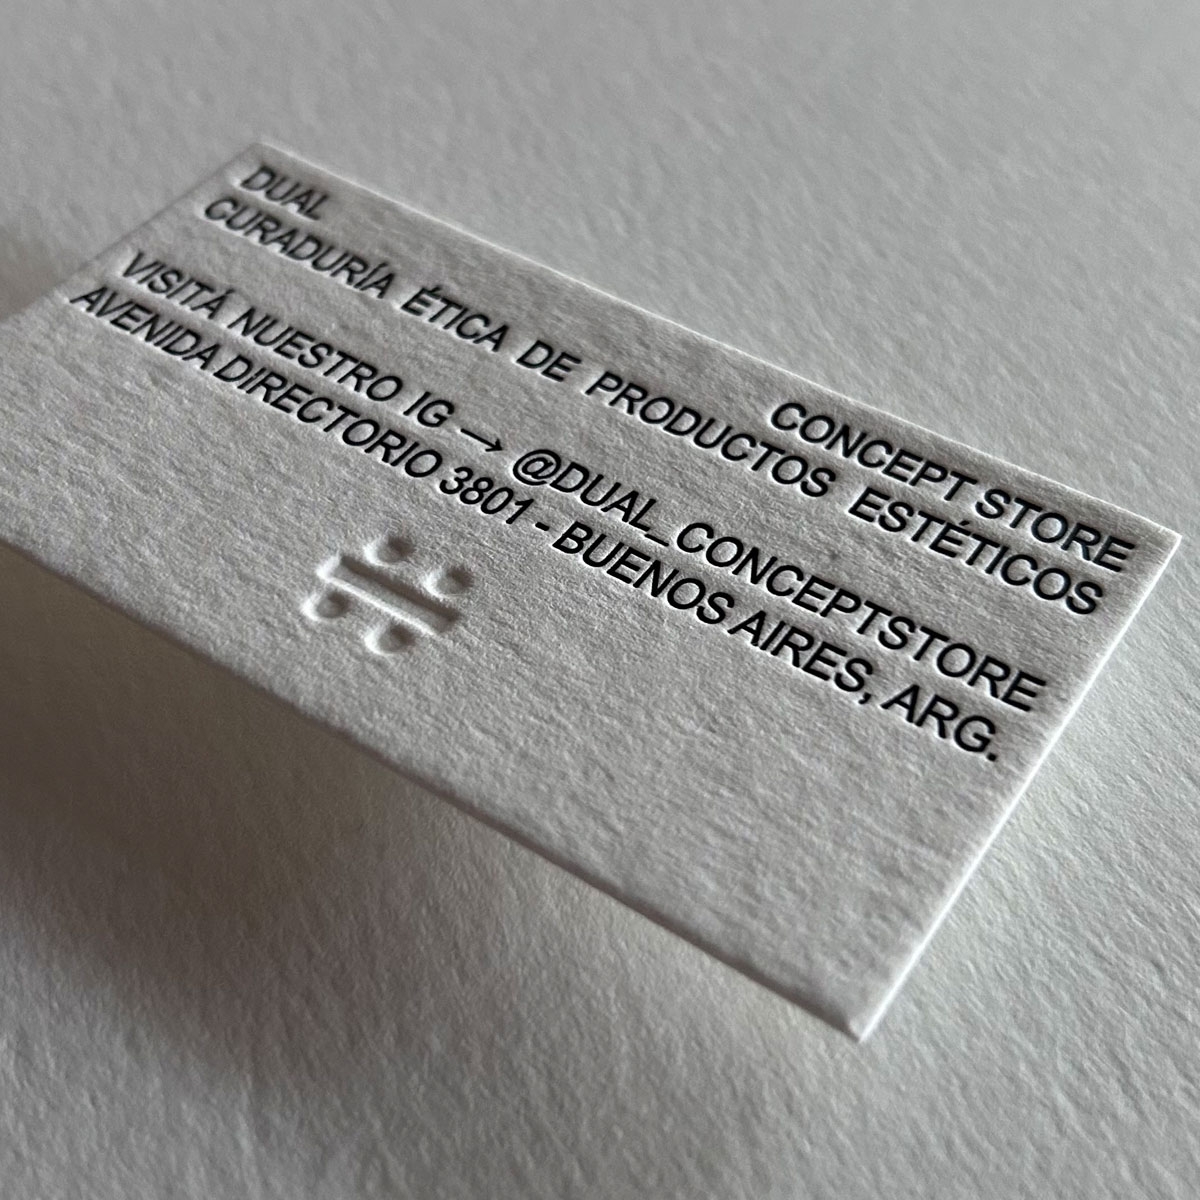 DUAL CONCEPT STORE
CURADURÍA ÉTICA DE PRODUCTOS ESTÉTICOS
VISITÁ NUESTRO IG → @DUAL_CONCEPTSTORE
AVENIDA DIRECTORIO 3801 - BUENOS AIRES, ARG.